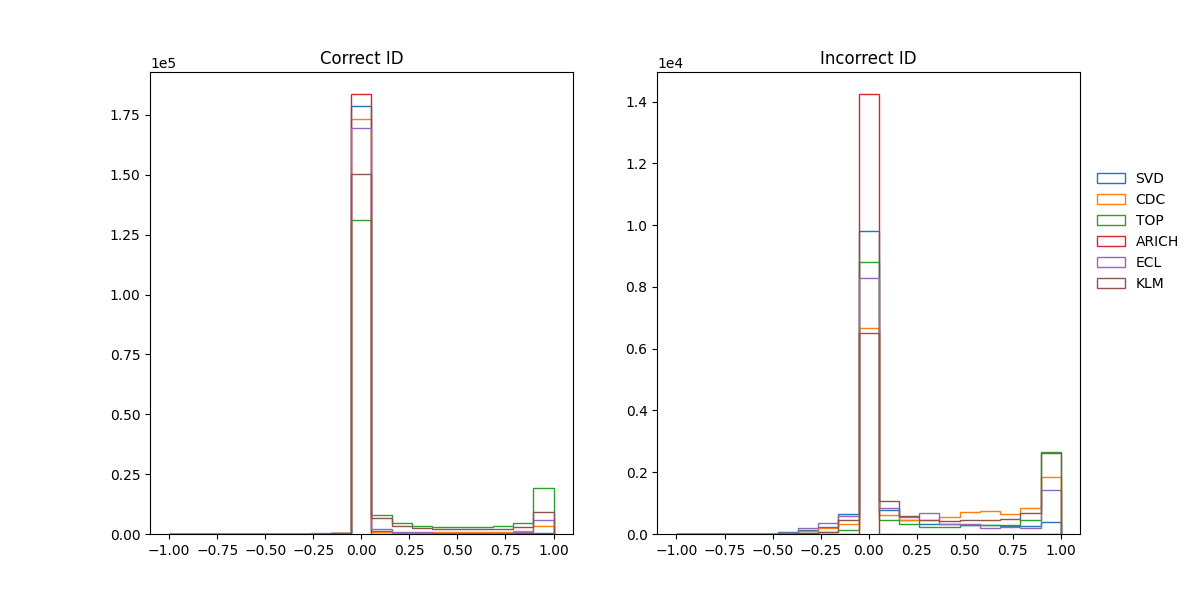 Correct ID
1e5
1.75
1.50
1.25
1.00
0.75
0.50
0.25
0.00
−1.00 −0.75 −0.50 −0.25 0.00 0.25 0.50 0.75 1.00
Incorrect ID
1e4
1.4
1.2
1.0
0.8
0.6
0.4
0.2
0.0
−1.00 −0.75 −0.50 −0.25 0.00 0.25 0.50 0.75 1.00
SVD
CDC
TOP
ARICH
ECL
KLM